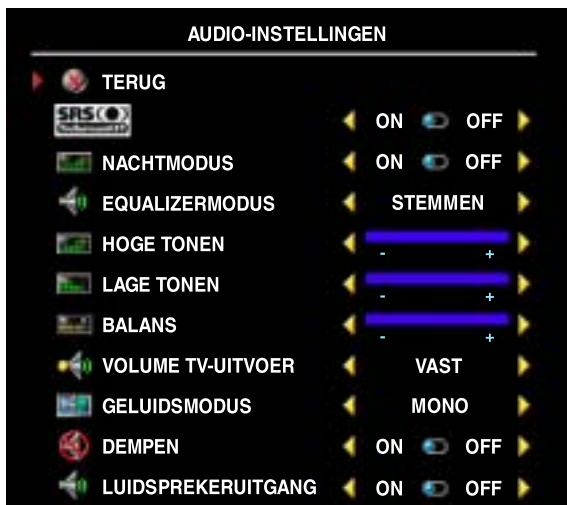 AUDIO-INSTELLINGEN
TERUG
SRS(●) ON OFF
NACHTMODUS ON OFF
EQUALIZERMODUS STEMMEN
HOGE TONEN
- +
LAGE TONEN
- +
BALANS
- +
VOLUME TV-UITVOER VAST
GELUIDSMODUS MONO
DEMPEN ON OFF
LUIDSPREKERUITGANG ON OFF